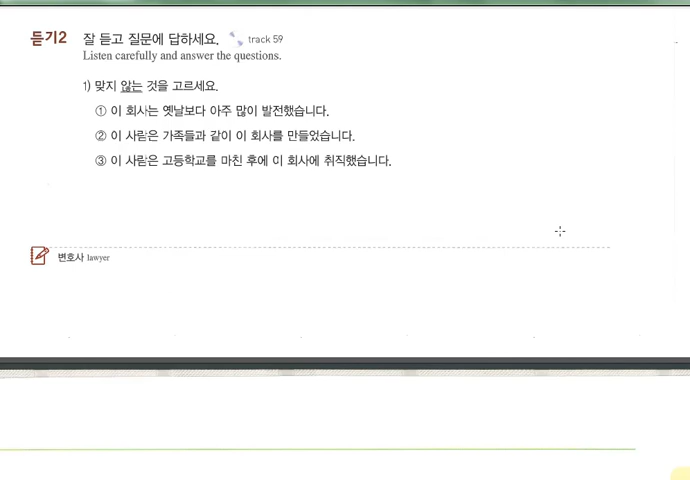 듣기2 잘 듣고 질문에 답하세요. track 59
Listen carefully and answer the questions.
1) 맞지 않는 것을 고르세요.
① 이 회사는 옛날보다 아주 많이 발전했습니다.
② 이 사람은 가족들과 같이 이 회사를 만들었습니다.
③ 이 사람은 고등학교를 마친 후에 이 회사에 취직했습니다.
변호사 lawyer